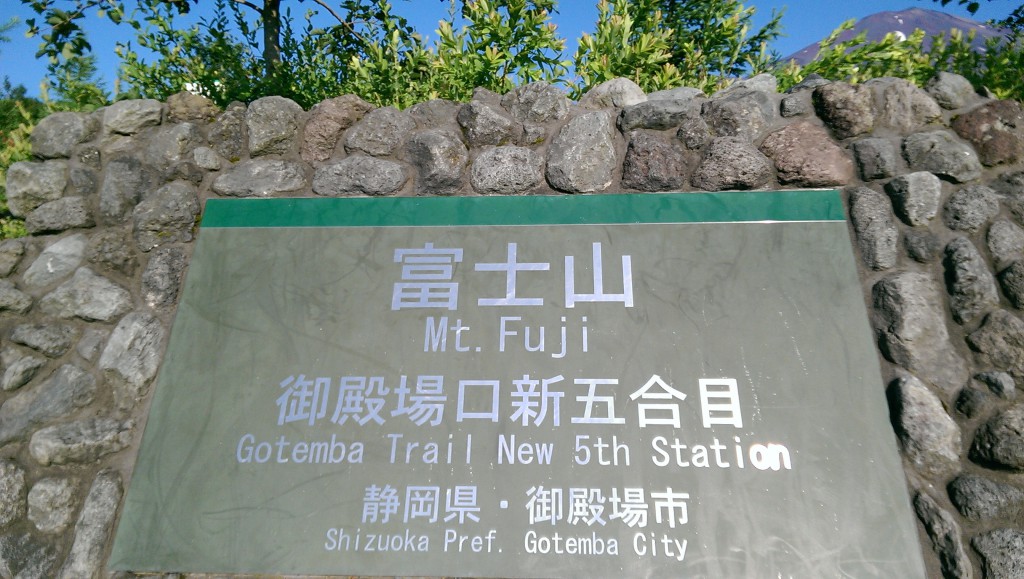 富士山
Mt. Fuji
御殿場口新五合目
Gotemba Trail New 5th Station
静岡県・御殿場市
Shizuoka Pref. Gotemba City